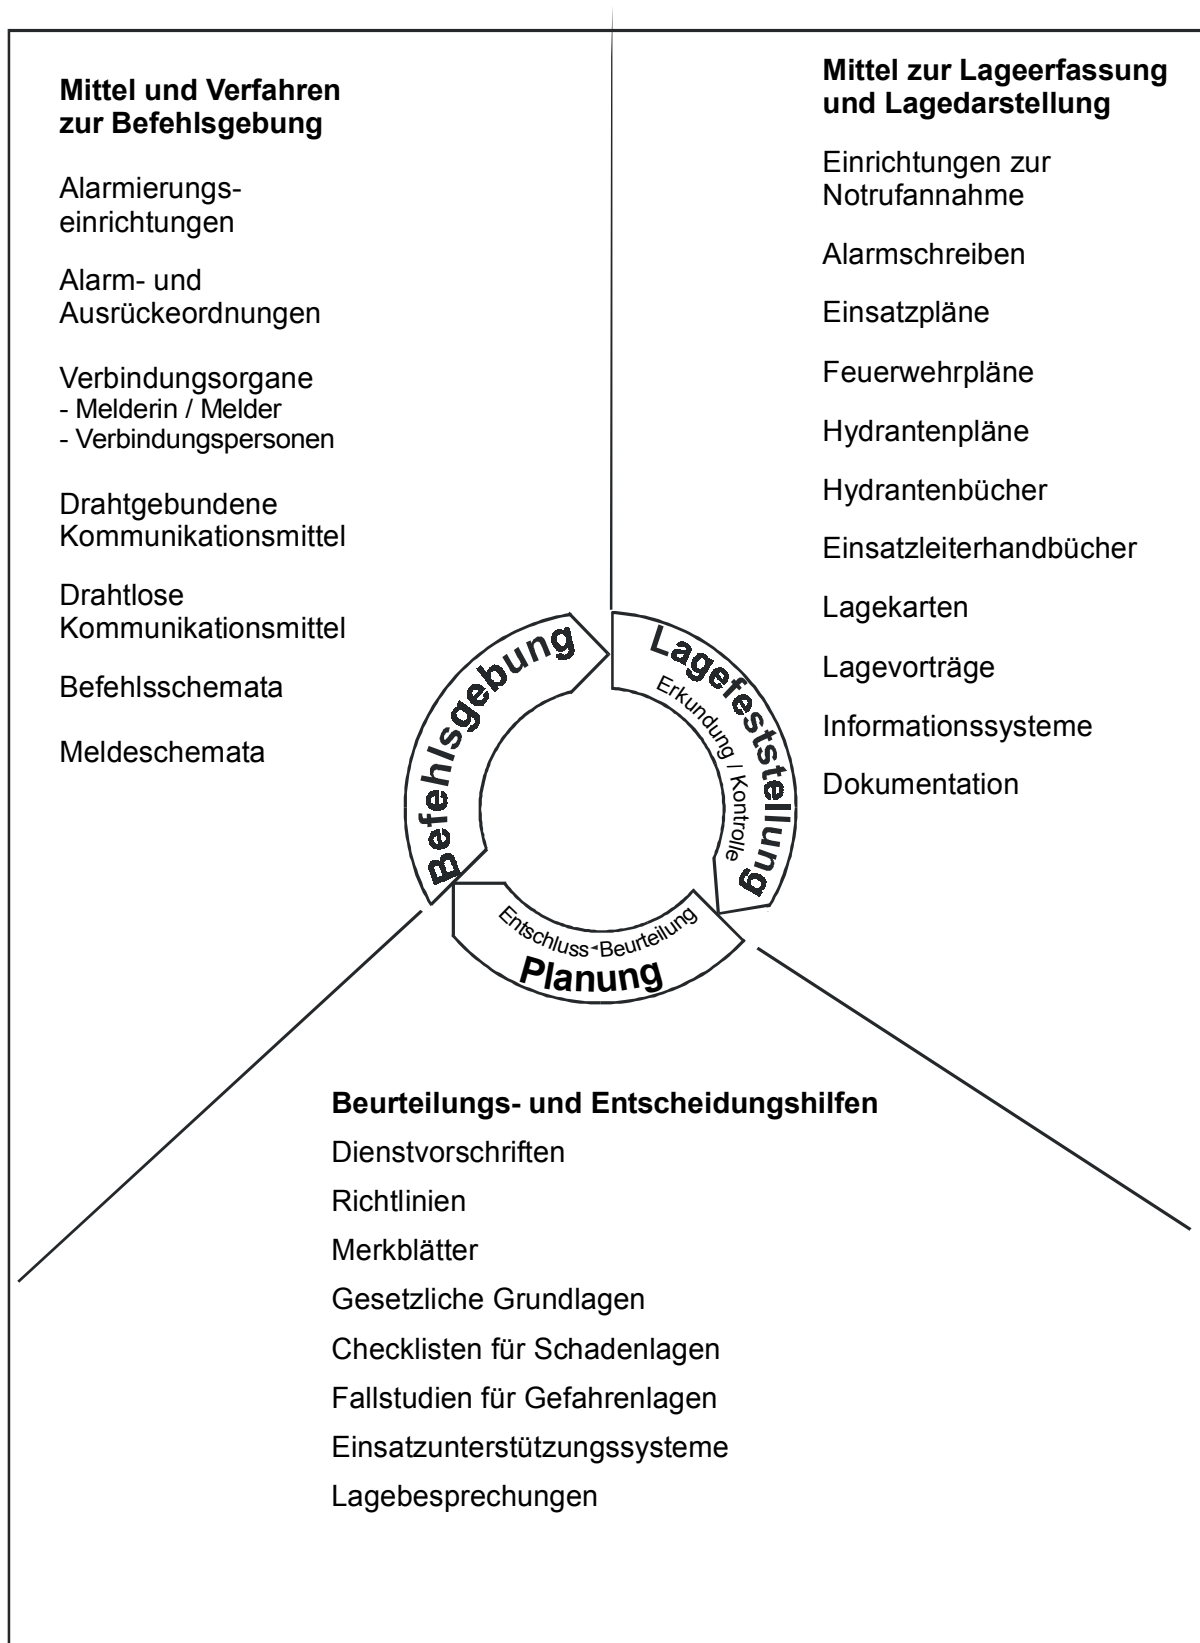 Mittel und Verfahren
zur Befehlsgebung
Alarmierungs-
einrichtungen
Alarm- und
Ausrückeordnungen
Verbindungsorgane
- Melderin / Melder
- Verbindungspersonen
Drahtgebundene
Kommunikationsmittel
Drahtlose
Kommunikationsmittel
Befehlsschemata
Meldeschemata
Mittel zur Lageerfassung
und Lagedarstellung
Einrichtungen zur
Notrufannahme
Alarmschreiben
Einsatzpläne
Feuerwehrpläne
Hydrantenpläne
Hydrantenbücher
Einsatzleiterhandbücher
Lagekarten
Lagevorträge
Informationssysteme
Dokumentation
Befehlsgebung
Lagefeststellung
Erkundung / Kontrolle
Entschluss◄Beurteilung
Planung
Beurteilungs- und Entscheidungshilfen
Dienstvorschriften
Richtlinien
Merkblätter
Gesetzliche Grundlagen
Checklisten für Schadenlagen
Fallstudien für Gefahrenlagen
Einsatzunterstützungssysteme
Lagebesprechungen